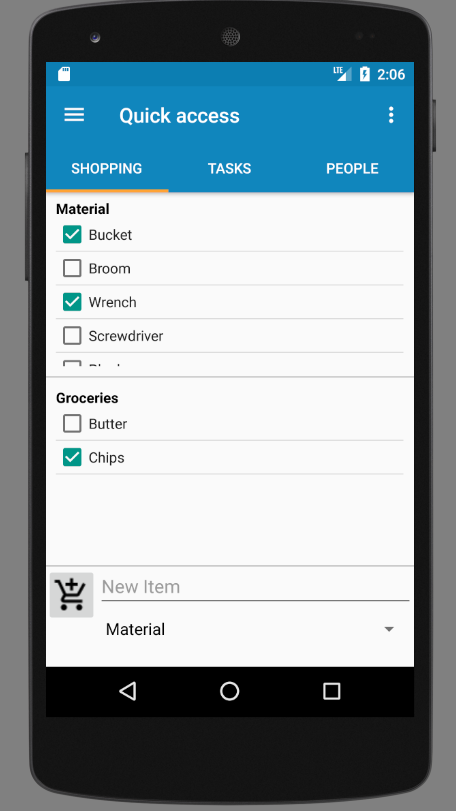 LTE 2:06
Quick access
SHOPPING TASKS PEOPLE
Material
Bucket
Broom
Wrench
Screwdriver
Groceries
Butter
Chips
New Item
Material